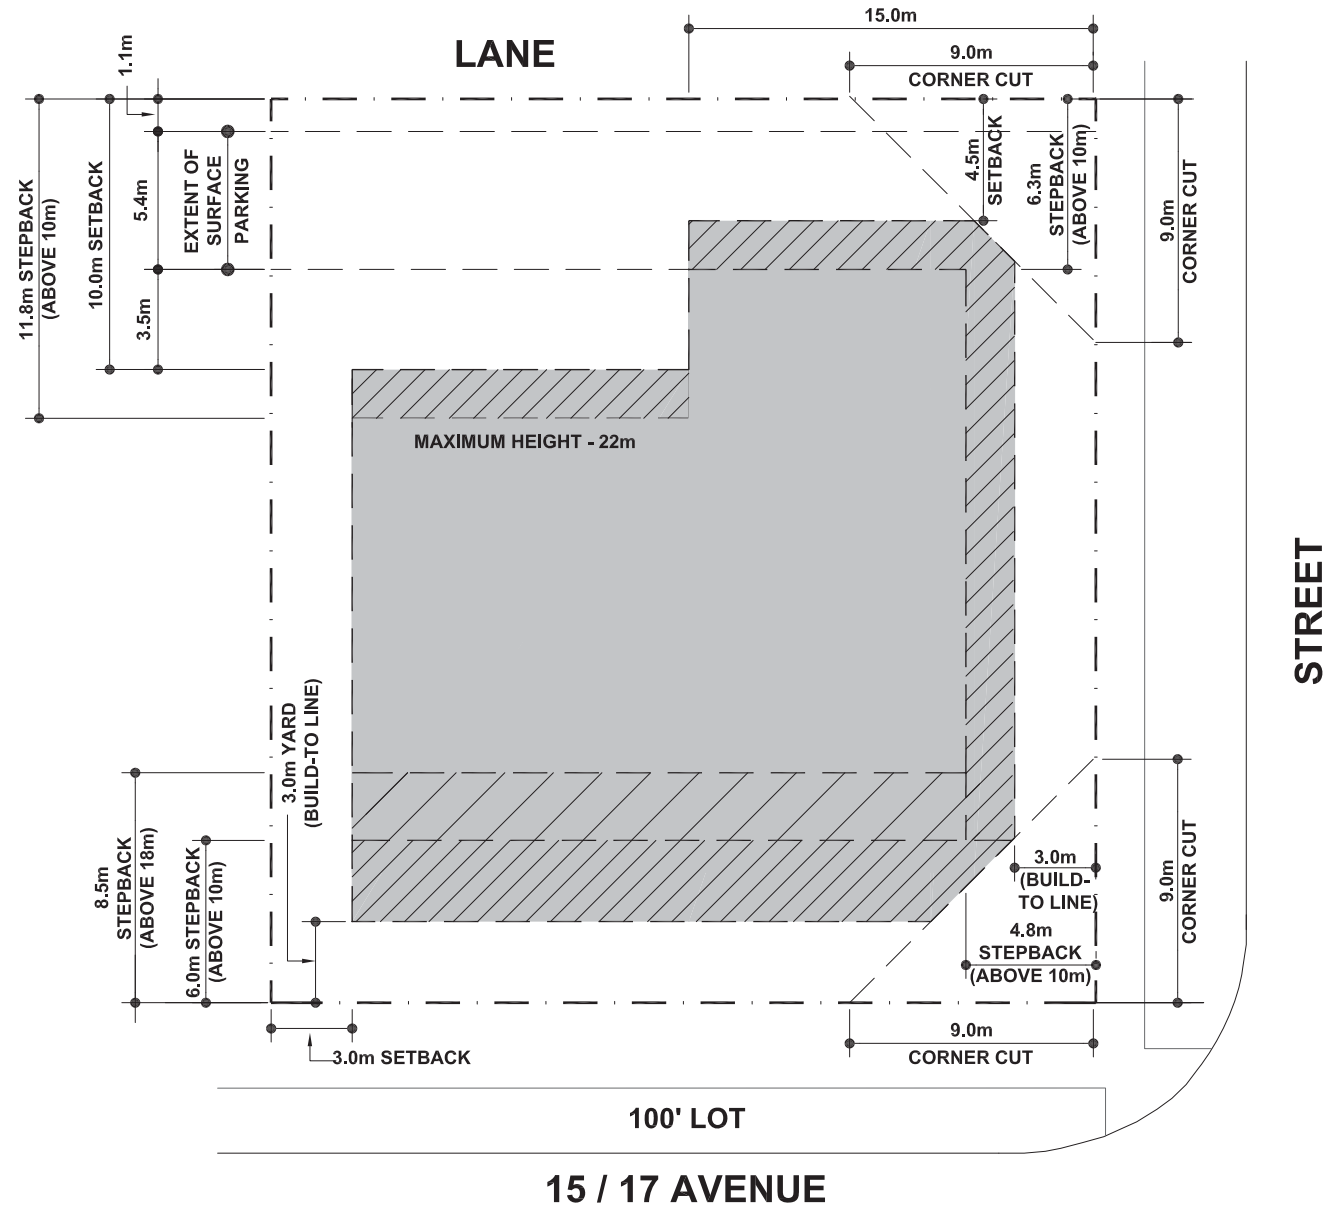 15.0m
LANE
9.0m
CORNER CUT
1.1m
4.5m
SETBACK
6.3m
STEPBACK
(ABOVE 10m)
9.0m
CORNER CUT
11.8m STEPBACK
(ABOVE 10m)
10.0m SETBACK
5.4m
EXTENT OF
SURFACE
PARKING
3.5m
MAXIMUM HEIGHT - 22m
STREET
3.0m YARD
(BUILD-TO LINE)
8.5m
STEPBACK
(ABOVE 18m)
6.0m STEPBACK
(ABOVE 10m)
3.0m
(BUILD-
TO LINE)
4.8m
STEPBACK
(ABOVE 10m)
9.0m
CORNER CUT
3.0m SETBACK
9.0m
CORNER CUT
100' LOT
15 / 17 AVENUE